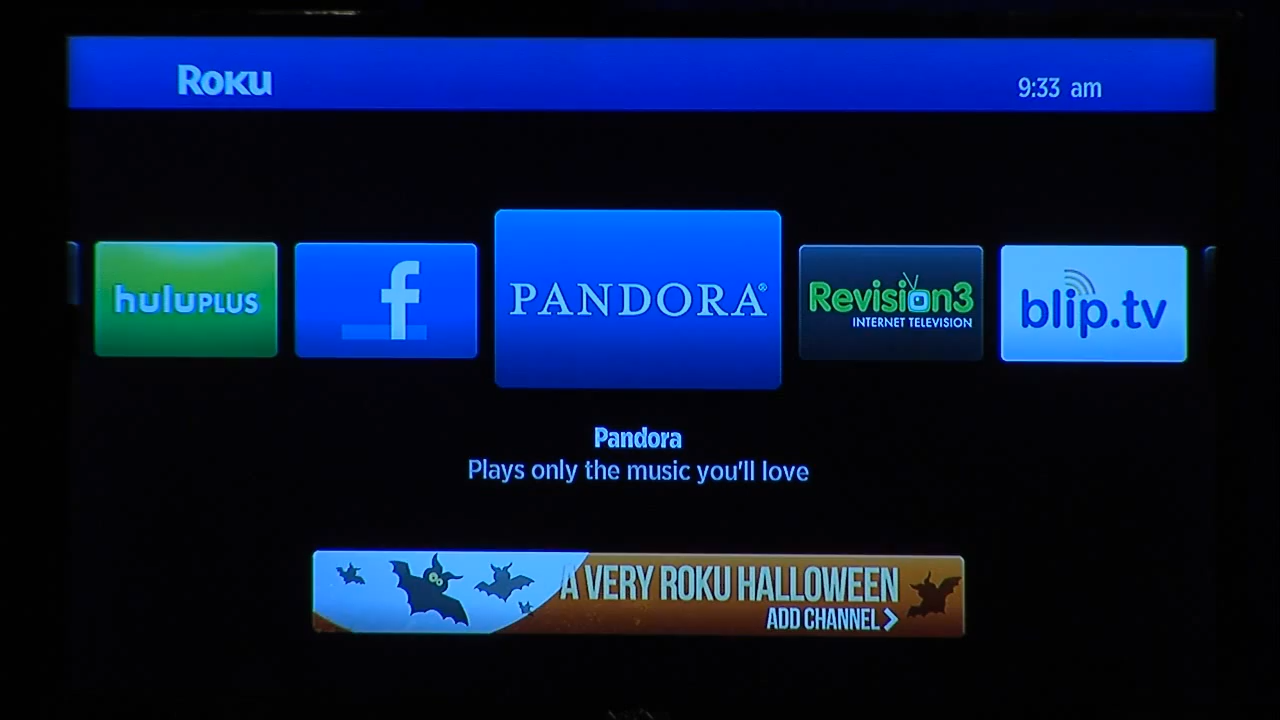 ROKU
9:33 am
huluPLUS
f
PANDORA®
Revision3
INTERNET TELEVISION
blip.tv
Pandora
Plays only the music you'll love
A VERY ROKU HALLOWEEN
ADD CHANNEL >